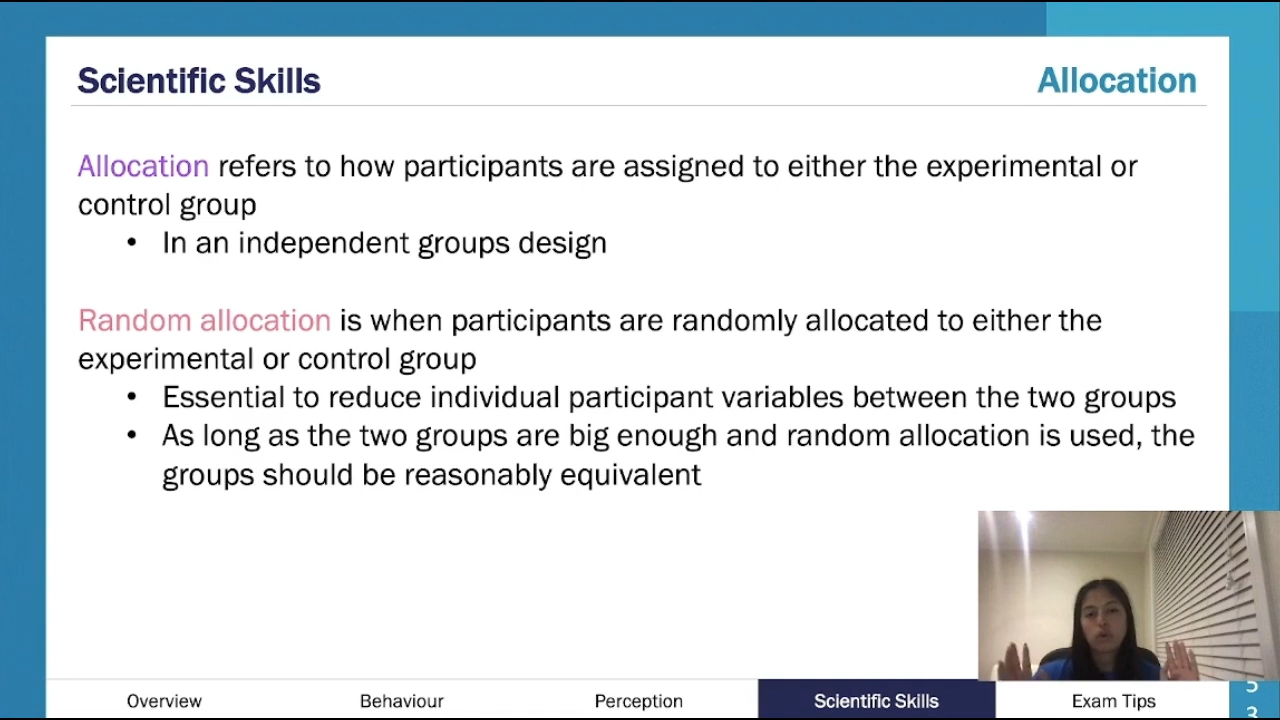 Scientific Skills
Allocation
Allocation refers to how participants are assigned to either the experimental or
control group
• In an independent groups design
Random allocation is when participants are randomly allocated to either the
experimental or control group
• Essential to reduce individual participant variables between the two groups
• As long as the two groups are big enough and random allocation is used, the
groups should be reasonably equivalent
Overview
Behaviour
Perception
Scientific Skills
Exam Tips
5
3